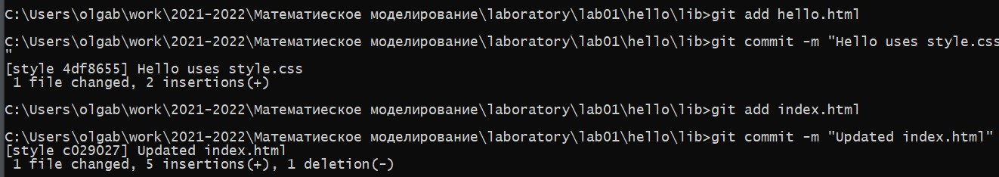 C:\Users\olgab\work\2021-2022\Математиеское моделирование\laboratory\lab01\hello\lib>git add hello.html
C:\Users\olgab\work\2021-2022\Математиеское моделирование\laboratory\lab01\hello\lib>git commit -m "Hello uses style.css
"
[style 4df8655] Hello uses style.css
1 file changed, 2 insertions(+)
C:\Users\olgab\work\2021-2022\Математиеское моделирование\laboratory\lab01\hello\lib>git add index.html
C:\Users\olgab\work\2021-2022\Математиеское моделирование\laboratory\lab01\hello\lib>git commit -m "Updated index.html"
[style c029027] Updated index.html
1 file changed, 5 insertions(+), 1 deletion(-)